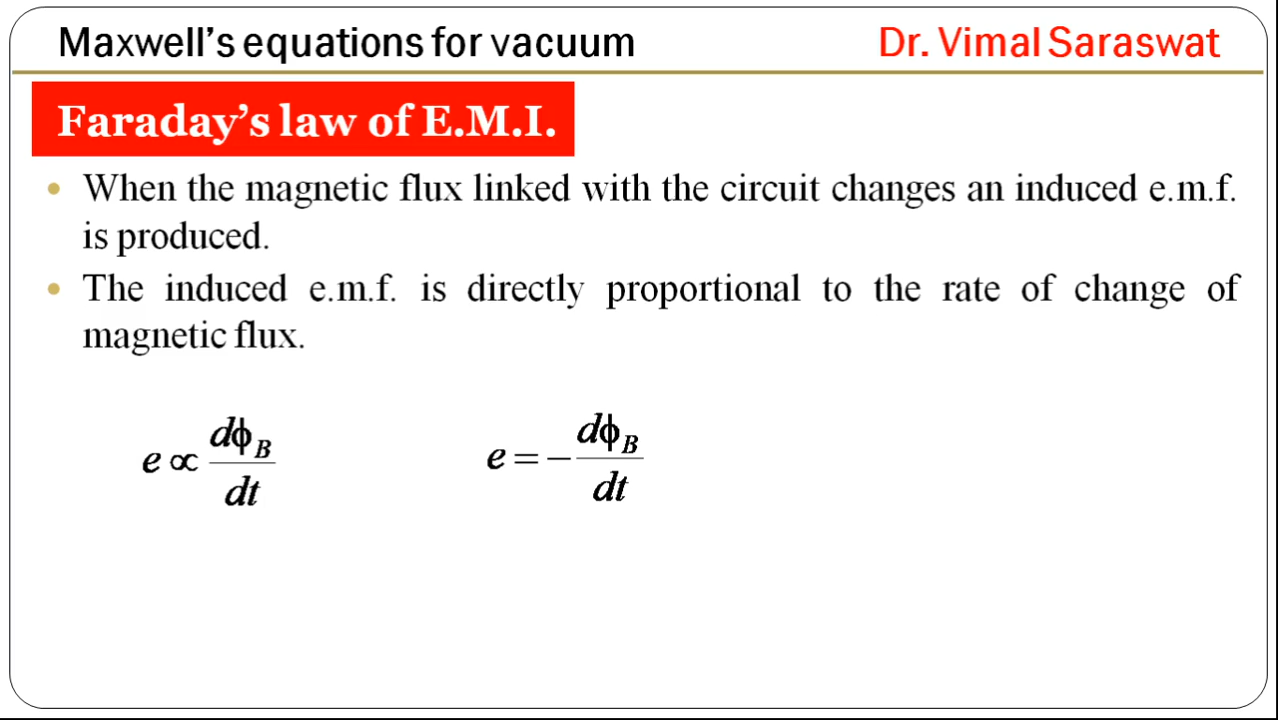 Maxwell's equations for vacuum Dr. Vimal Saraswat
Faraday's law of E.M.I.
• When the magnetic flux linked with the circuit changes an induced e.m.f.
is produced.
• The induced e.m.f. is directly proportional to the rate of change of
magnetic flux.
e ∝ dϕ_B/dt e = −dϕ_B/dt